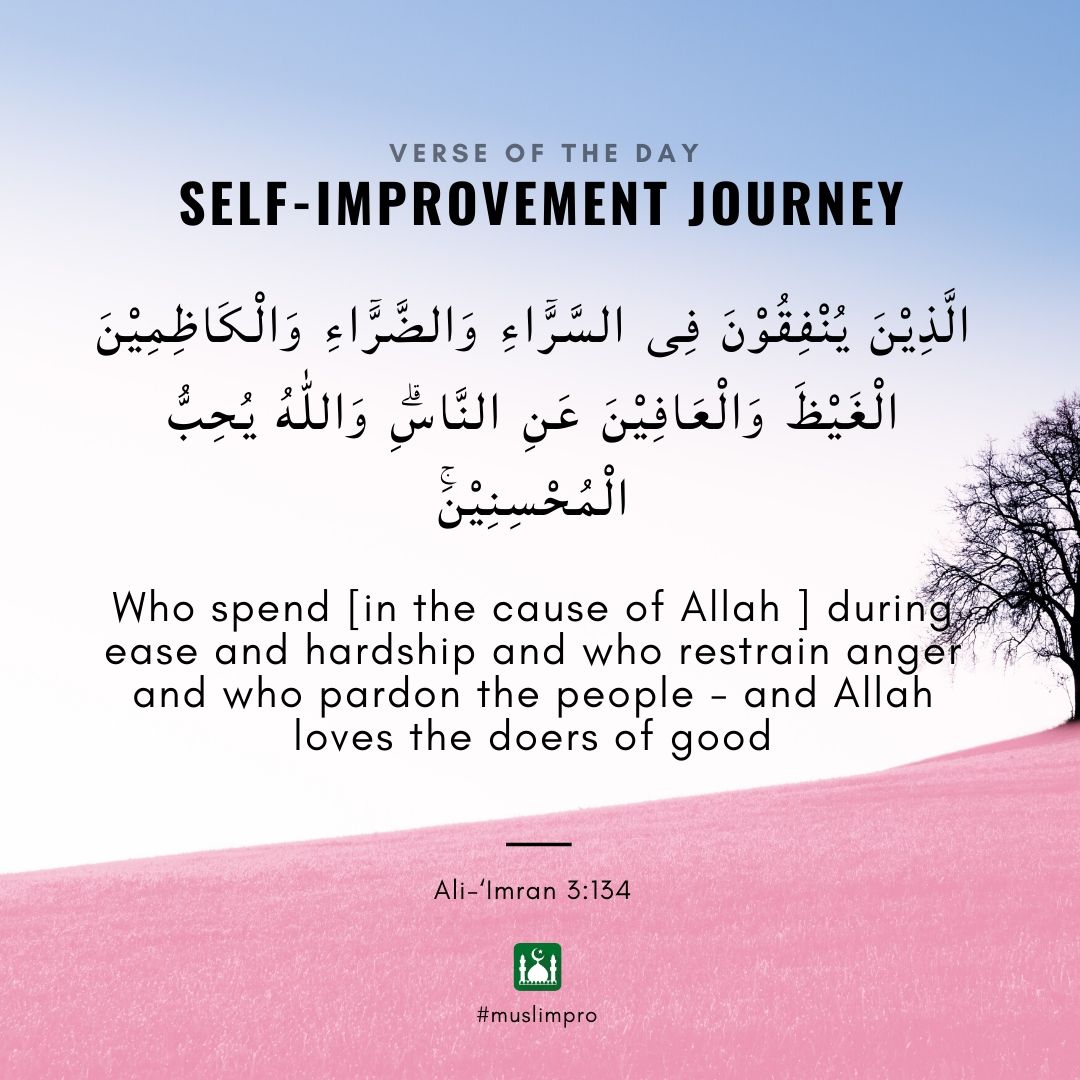 VERSE OF THE DAY
SELF-IMPROVEMENT JOURNEY
الَّذِيْنَ يُنْفِقُوْنَ فِى السَّرَّاۤءِ وَالضَّرَّاۤءِ وَالْكَاظِمِيْنَ
الْغَيْظَ وَالْعَافِيْنَ عَنِ النَّاسِۗ وَاللّٰهُ يُحِبُّ
الْمُحْسِنِيْنَۚ
Who spend [in the cause of Allah ] during
ease and hardship and who restrain anger
and who pardon the people – and Allah
loves the doers of good
Ali-‘Imran 3:134
#muslimpro